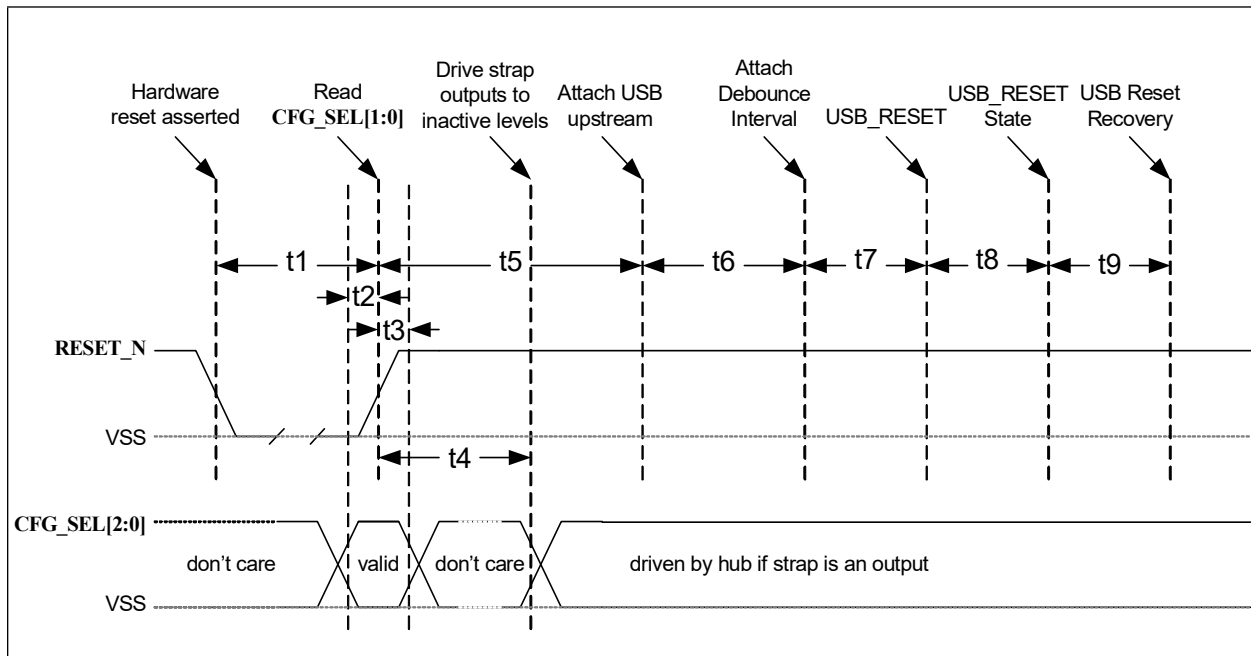 Hardware
reset asserted
Read
CFG_SEL[1:0]
Drive strap
outputs to
inactive levels
Attach USB
upstream
Attach
Debounce
Interval
USB_RESET
USB_RESET
State
USB Reset
Recovery
t1
t5
t6
t7
t8
t9
t2
t3
RESET_N
VSS
t4
CFG_SEL[2:0]
don't care
valid
don't care
driven by hub if strap is an output
VSS